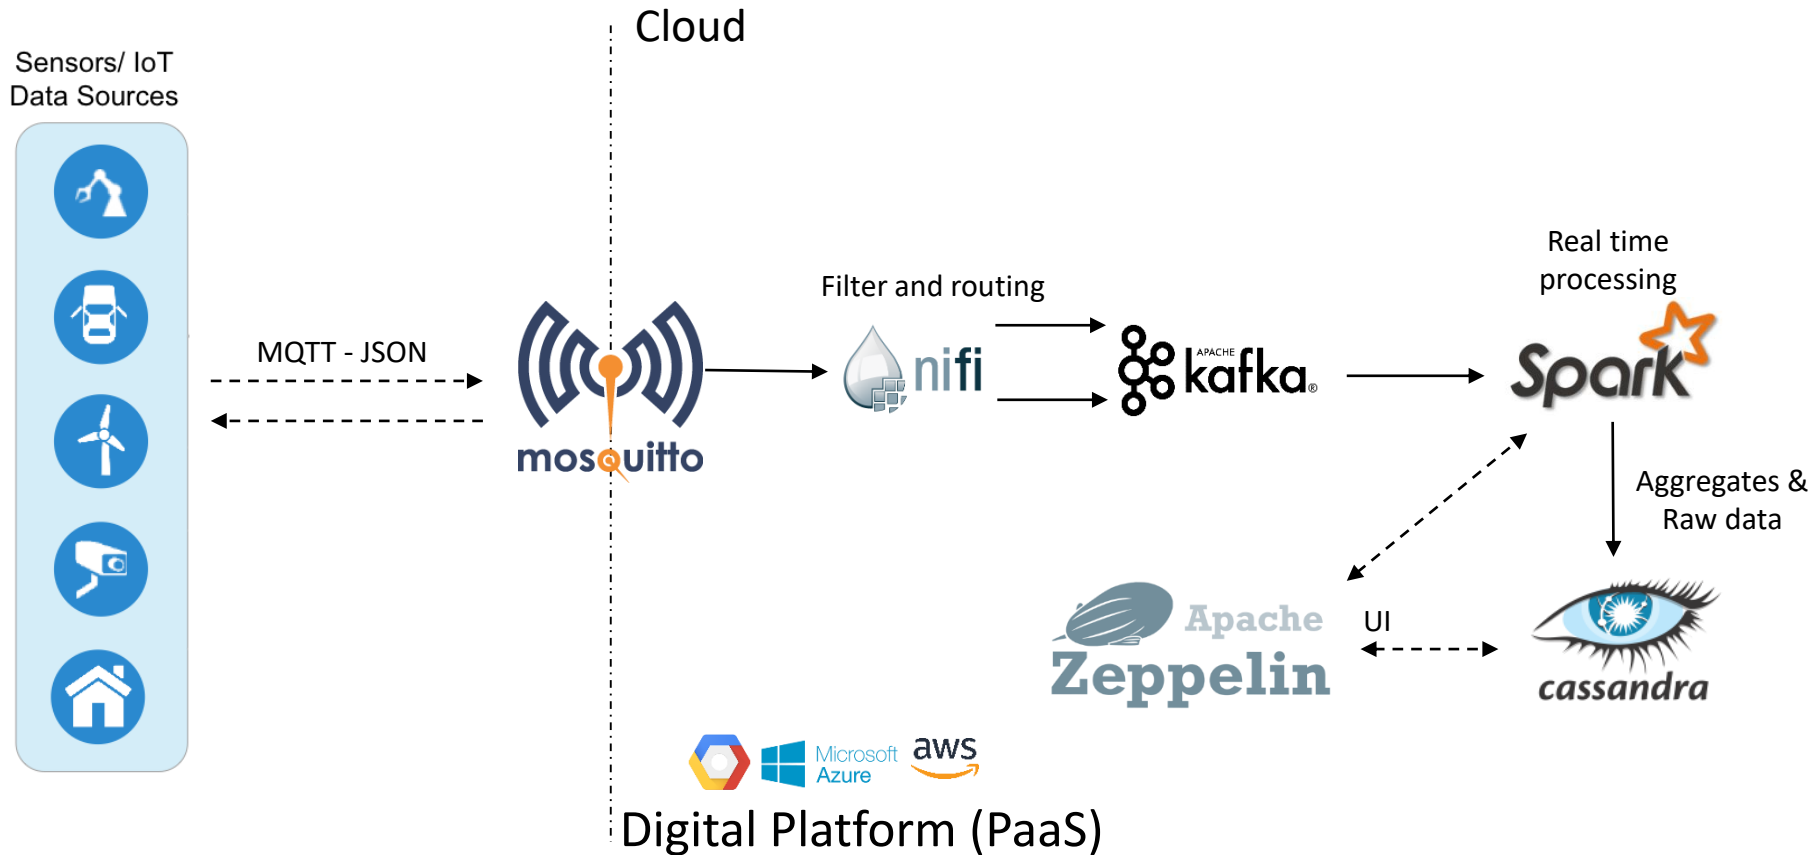 Cloud
Sensors/ IoT
Data Sources
MQTT - JSON
mosquitto
Filter and routing
nifi
APACHE
kafka®
Real time
processing
Spark
Aggregates &
Raw data
Apache
Zeppelin
UI
cassandra
Microsoft
Azure
aws
Digital Platform (PaaS)